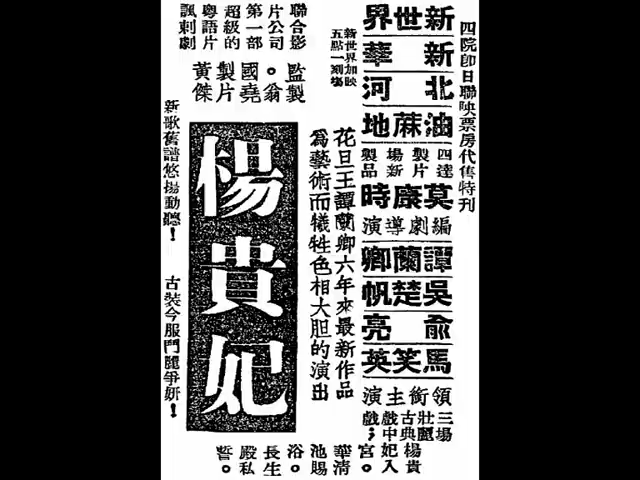 四院即日聯映票房代售特刊
新世界
新華
北河
油蔴地
四達製片場新製品
莫康時
編劇導演
譚蘭卿
吳楚帆
俞亮
馬笑英
領銜主演
三場壯麗古典戲中戲；
楊貴妃入宮。華清池賜浴。長生殿私誓。
新世界加映
五點一刻場
花旦王譚蘭卿六年來最新作品
爲藝術而犧牲色相大胆的演出
聯合影片公司第一部超級的粵語片諷刺劇
監製。翁國堯製片黃傑
楊貴妃
新歌舊譜悠揚動聽！
古裝今服鬥麗爭妍！